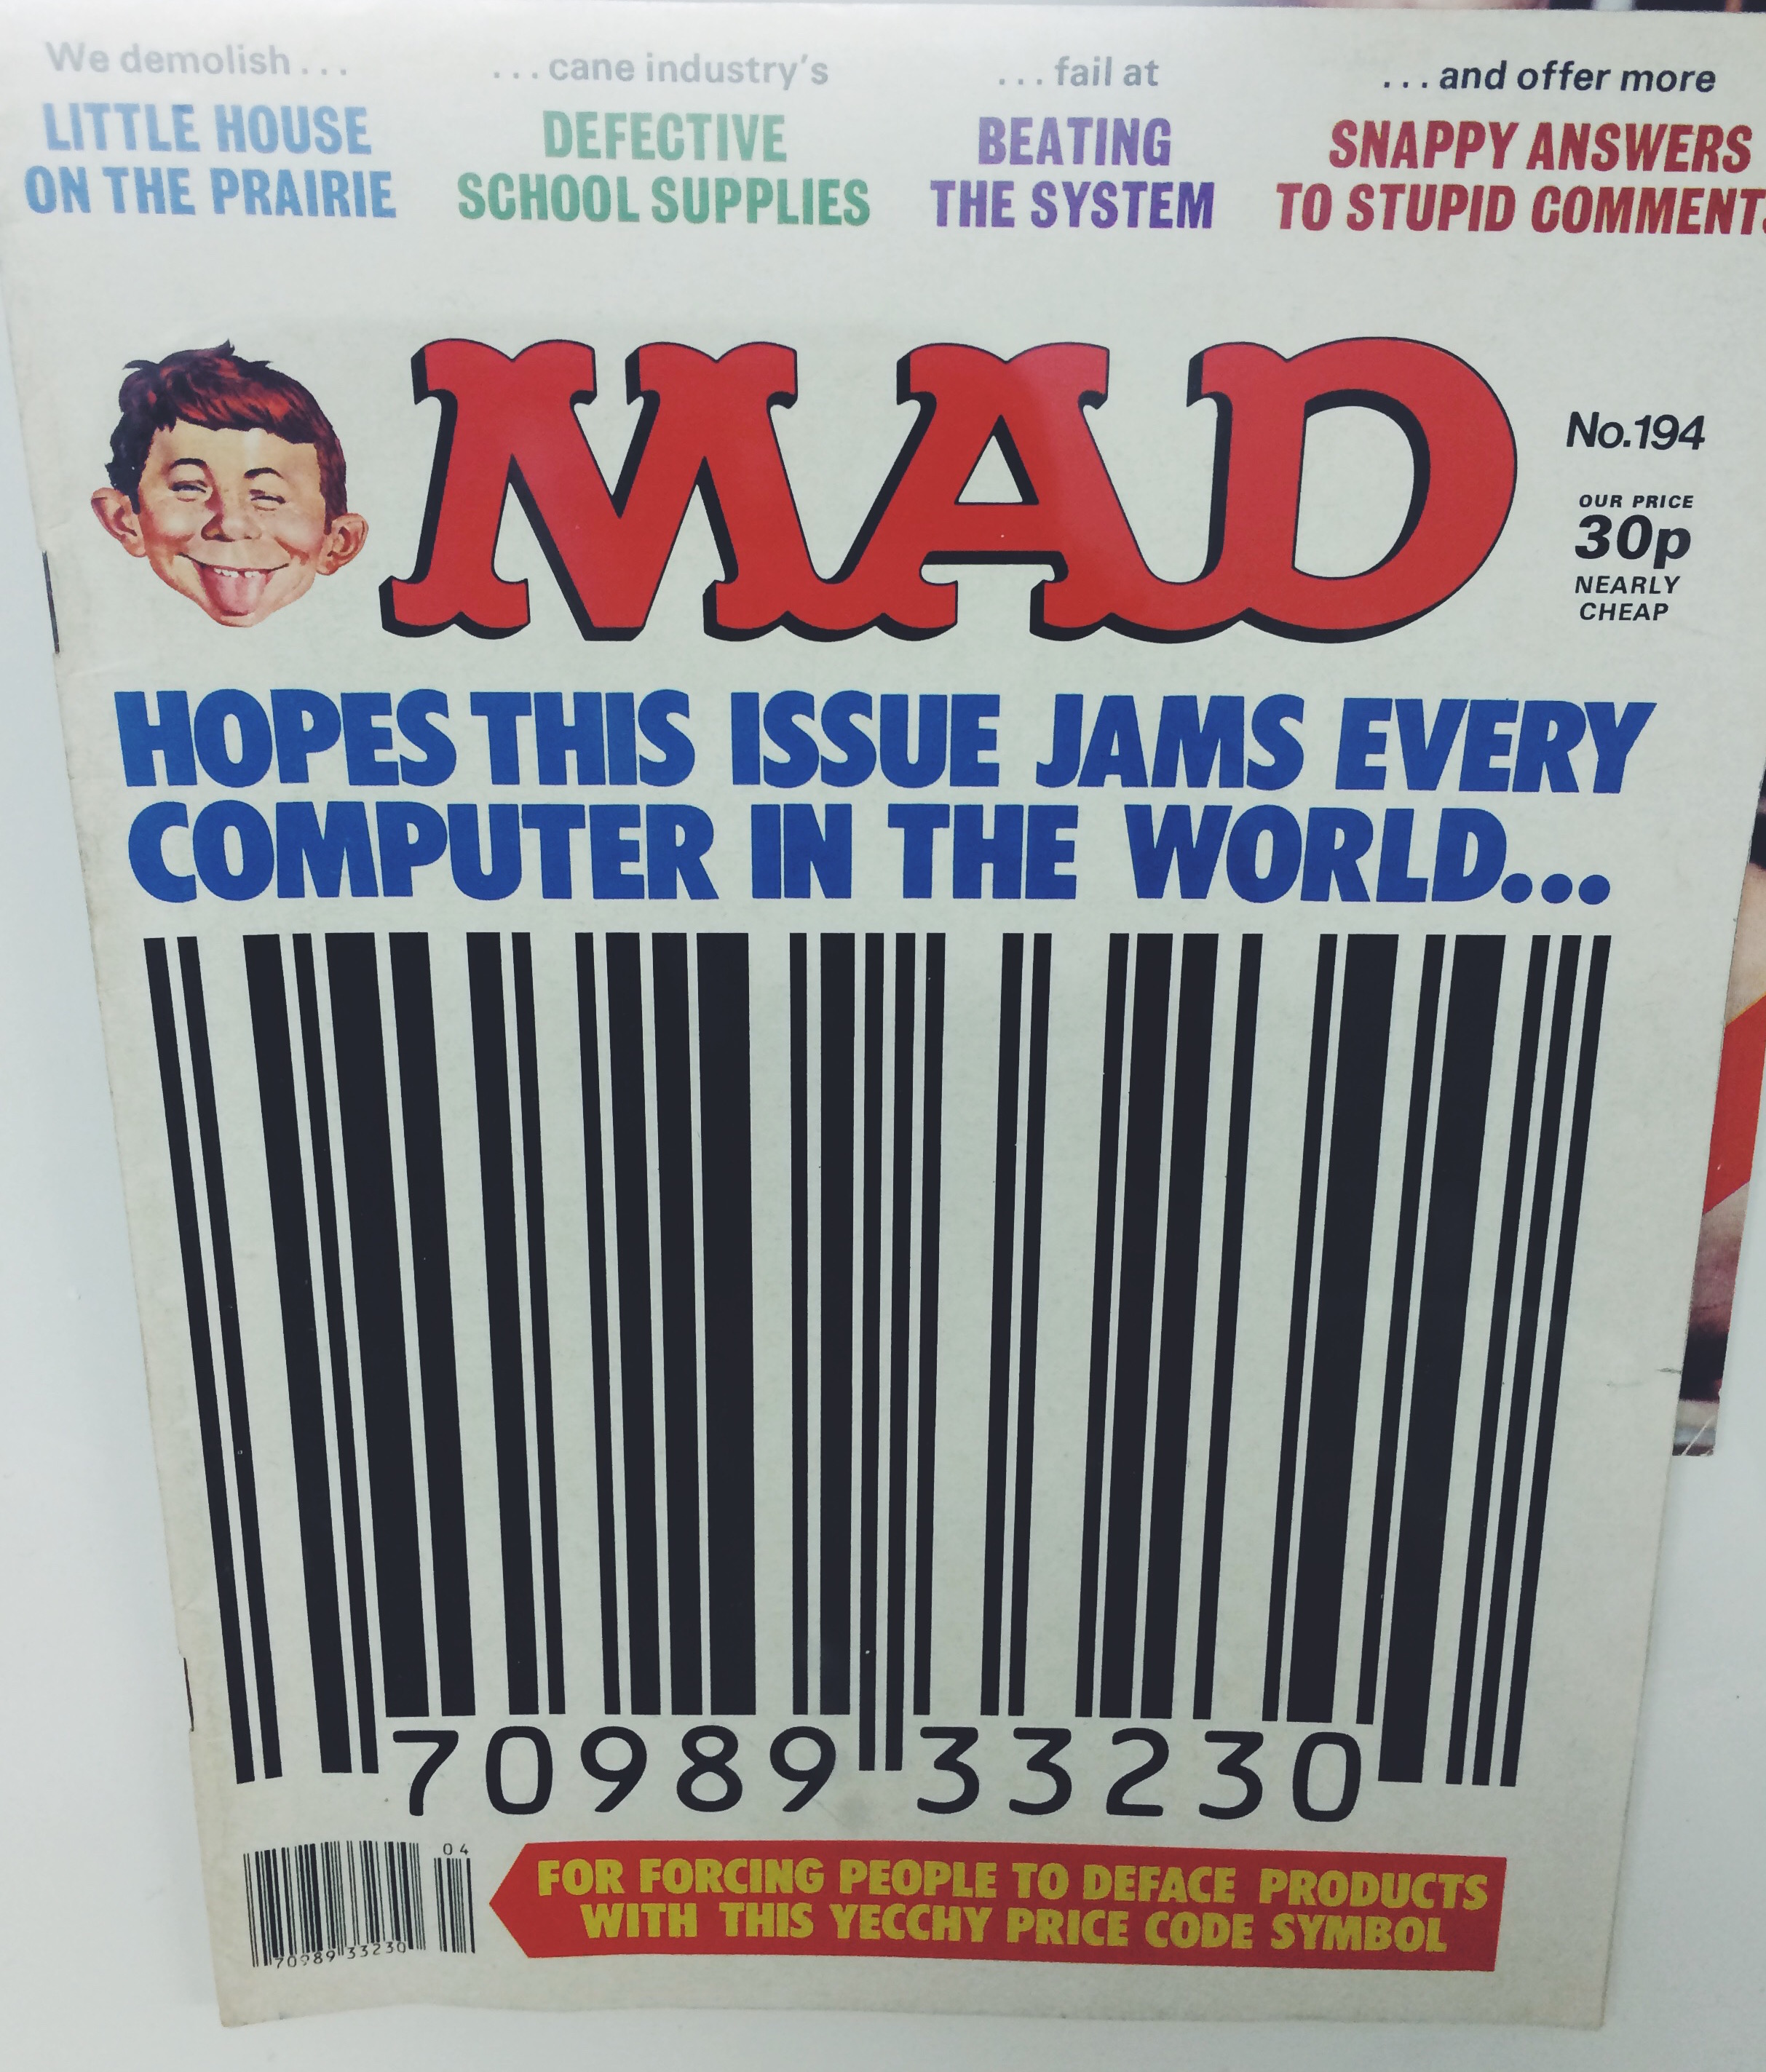 We demolish . . .
LITTLE HOUSE
ON THE PRAIRIE
. . . cane industry's
DEFECTIVE
SCHOOL SUPPLIES
. . . fail at
BEATING
THE SYSTEM
. . . and offer more
SNAPPY ANSWERS
TO STUPID COMMENTS
MAD
No.194
OUR PRICE
30p
NEARLY
CHEAP
HOPES THIS ISSUE JAMS EVERY
COMPUTER IN THE WORLD...
70989 33230
04
70989 33230
FOR FORCING PEOPLE TO DEFACE PRODUCTS
WITH THIS YECCHY PRICE CODE SYMBOL